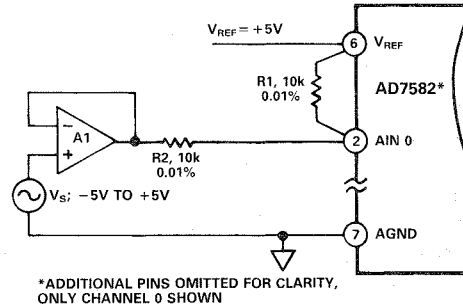 V_REF = +5V
6
V_REF
R1, 10k
0.01%
AD7582*
−
A1
+
R2, 10k
0.01%
2
AIN 0
V_S; −5V TO +5V
7
AGND
*ADDITIONAL PINS OMITTED FOR CLARITY,
ONLY CHANNEL 0 SHOWN